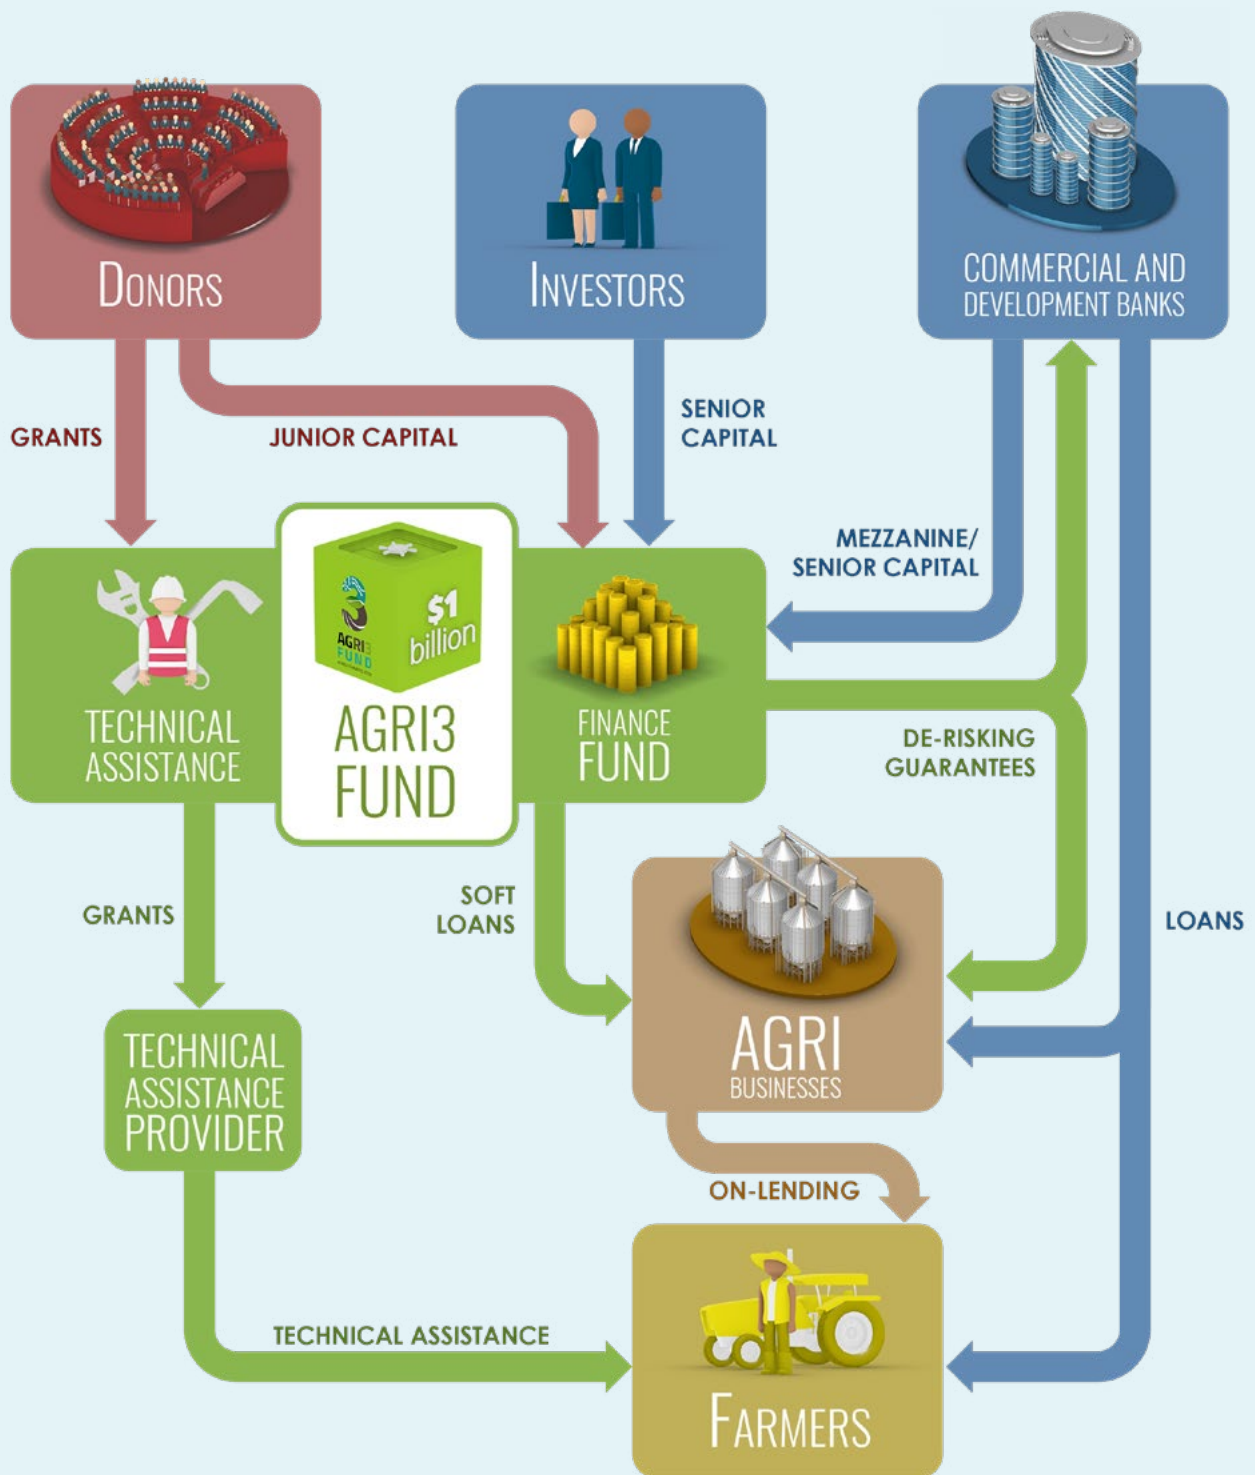 DONORS
INVESTORS
COMMERCIAL AND
DEVELOPMENT BANKS
GRANTS
JUNIOR CAPITAL
SENIOR
CAPITAL
MEZZANINE/
SENIOR CAPITAL
TECHNICAL
ASSISTANCE
AGRI3
FUND
$1
billion
AGRI3
FUND
FINANCE
FUND
DE-RISKING
GUARANTEES
GRANTS
SOFT
LOANS
LOANS
AGRI
BUSINESSES
TECHNICAL
ASSISTANCE
PROVIDER
ON-LENDING
TECHNICAL ASSISTANCE
FARMERS